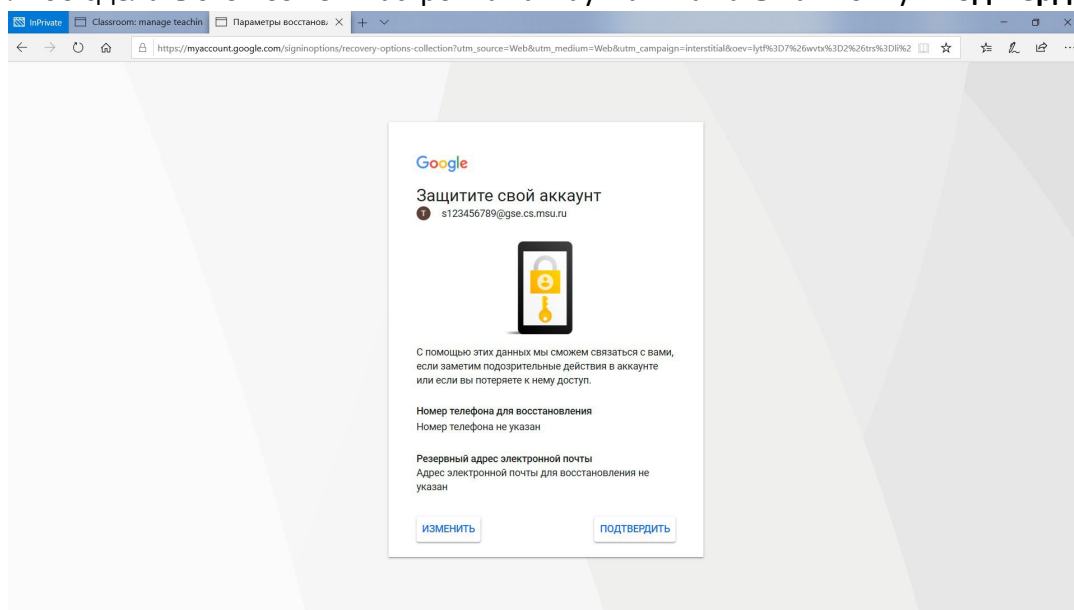 InPrivate
Classroom: manage teachin
Параметры восстанов
https://myaccount.google.com/signinoptions/recovery-options-collection?utm_source=Web&utm_medium=Web&utm_campaign=interstitial&oev=lytf%3D7%26wvtx%3D2%26trs%3Dli%2
Google
Защитите свой аккаунт
T s123456789@gse.cs.msu.ru
С помощью этих данных мы сможем связаться с вами,
если заметим подозрительные действия в аккаунте
или если вы потеряете к нему доступ.
Номер телефона для восстановления
Номер телефона не указан
Резервный адрес электронной почты
Адрес электронной почты для восстановления не
указан
ИЗМЕНИТЬ
ПОДТВЕРДИТЬ